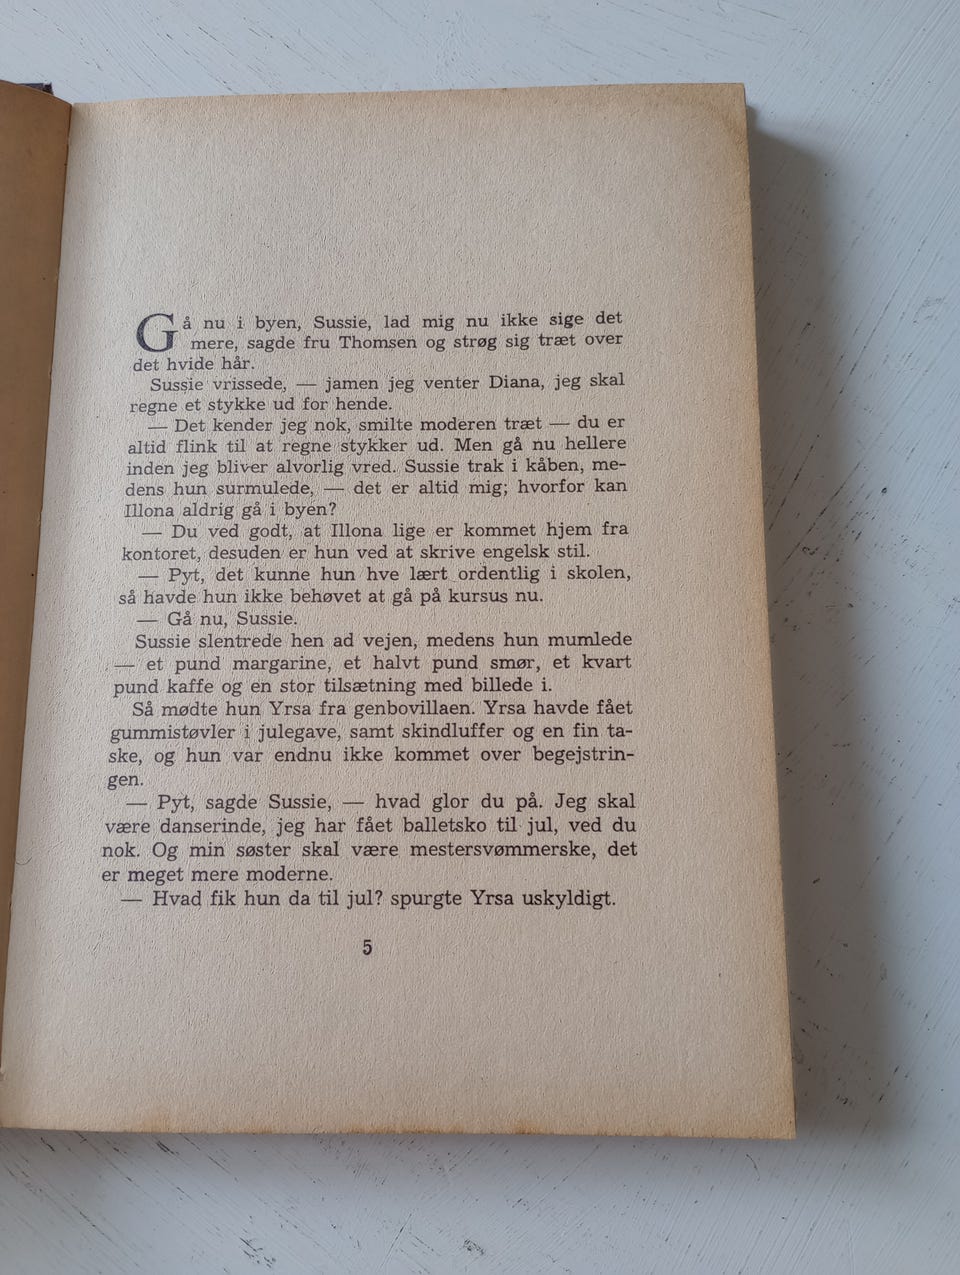 Gå nu i byen, Sussie, lad mig nu ikke sige det
mere, sagde fru Thomsen og strøg sig træt over
det hvide hår.
Sussie vrissede, — jamen jeg venter Diana, jeg skal
regne et stykke ud for hende.
— Det kender jeg nok, smilte moderen træt — du er
altid flink til at regne stykker ud. Men gå nu hellere
inden jeg bliver alvorlig vred. Sussie trak i kåben, me-
dens hun surmulede, — det er altid mig; hvorfor kan
Illona aldrig gå i byen?
— Du ved godt, at Illona lige er kommet hjem fra
kontoret, desuden er hun ved at skrive engelsk stil.
— Pyt, det kunne hun hve lært ordentlig i skolen,
så havde hun ikke behøvet at gå på kursus nu.
— Gå nu, Sussie.
Sussie slentrede hen ad vejen, medens hun mumlede
— et pund margarine, et halvt pund smør, et kvart
pund kaffe og en stor tilsætning med billede i.
Så mødte hun Yrsa fra genbovillaen. Yrsa havde fået
gummistøvler i julegave, samt skindluffer og en fin ta-
ske, og hun var endnu ikke kommet over begejstrin-
gen.
— Pyt, sagde Sussie, — hvad glor du på. Jeg skal
være danserinde, jeg har fået balletsko til jul, ved du
nok. Og min søster skal være mestersvømmerske, det
er meget mere moderne.
— Hvad fik hun da til jul? spurgte Yrsa uskyldigt.
5